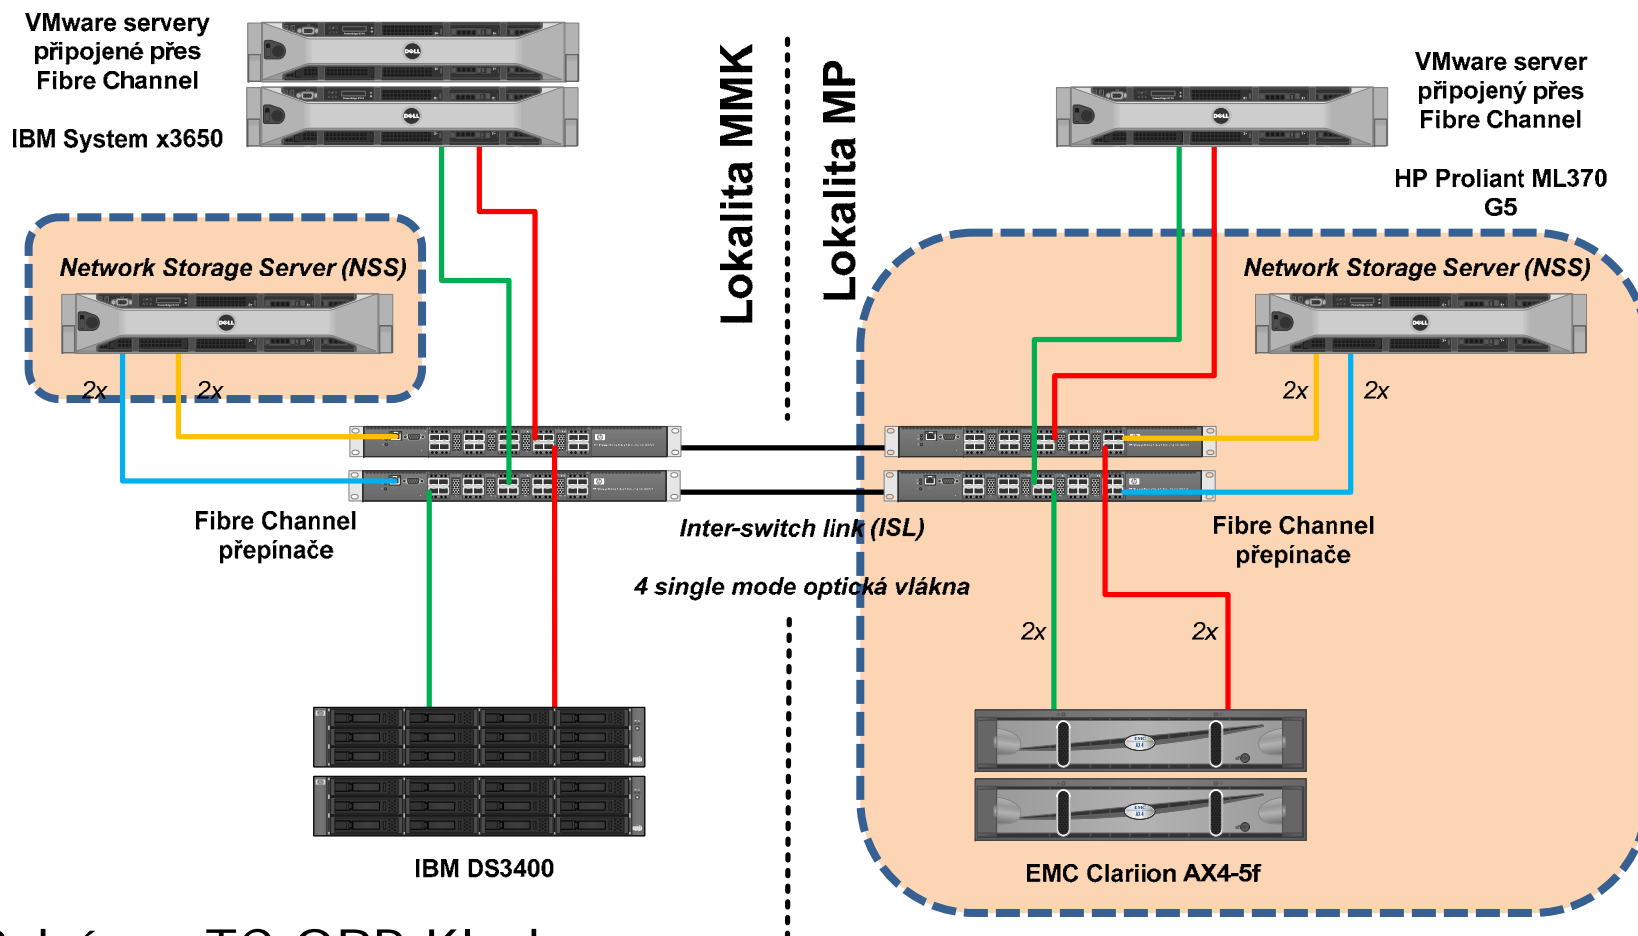 VMware servery
připojené přes
Fibre Channel
IBM System x3650
Lokalita MMK
Lokalita MP
VMware server
připojený přes
Fibre Channel
HP Proliant ML370
G5
Network Storage Server (NSS)
DELL
2x
2x
Network Storage Server (NSS)
DELL
2x
2x
Fibre Channel
přepínače
Inter-switch link (ISL)
4 single mode optická vlákna
Fibre Channel
přepínače
2x
2x
IBM DS3400
EMC Clariion AX4-5f